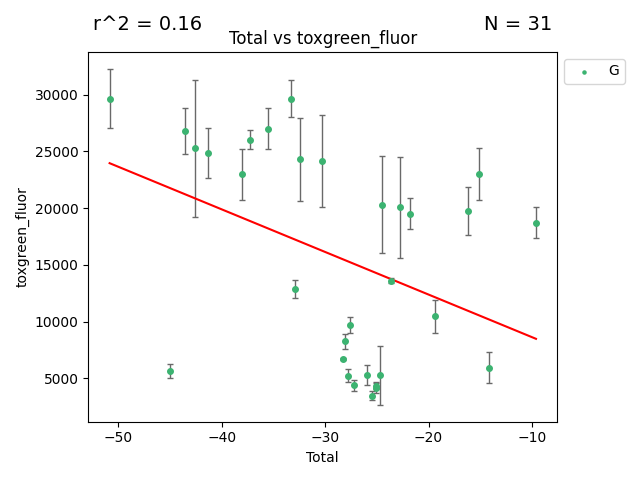 r^2 = 0.16
N = 31
Total vs toxgreen_fluor
G
30000
25000
20000
15000
10000
5000
toxgreen_fluor
−50
−40
−30
−20
−10
Total